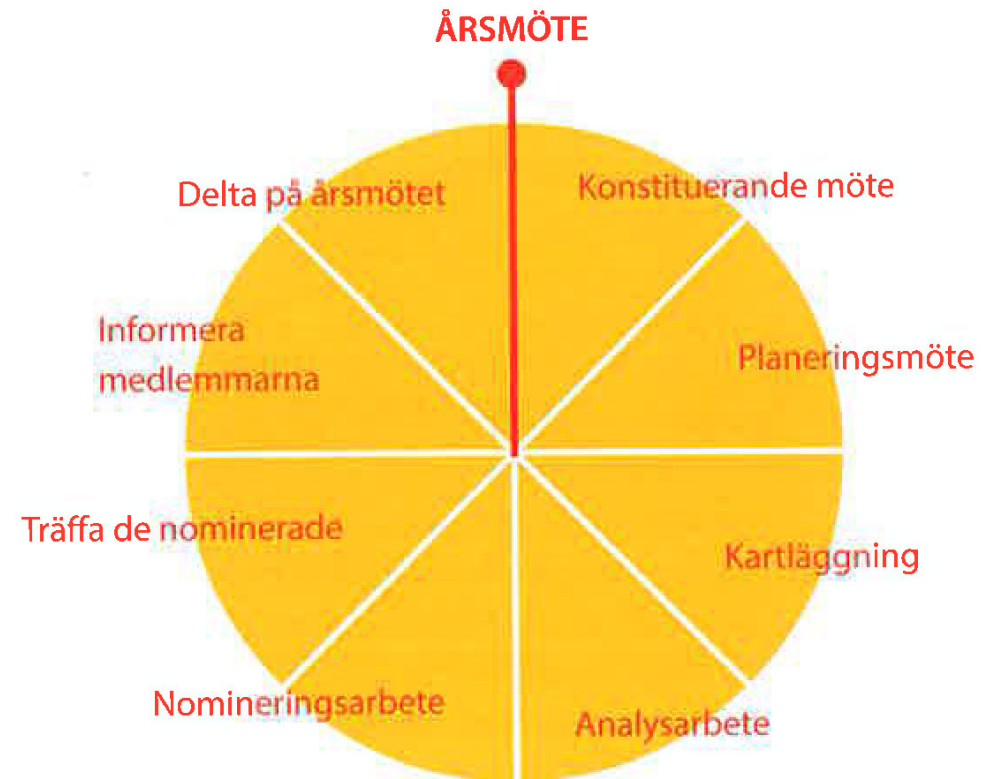 ÅRSMÖTE
Konstituerande möte
Planeringsmöte
Kartläggning
Analysarbete
Nomineringsarbete
Träffa de nominerade
Informera
medlemmarna
Delta på årsmötet